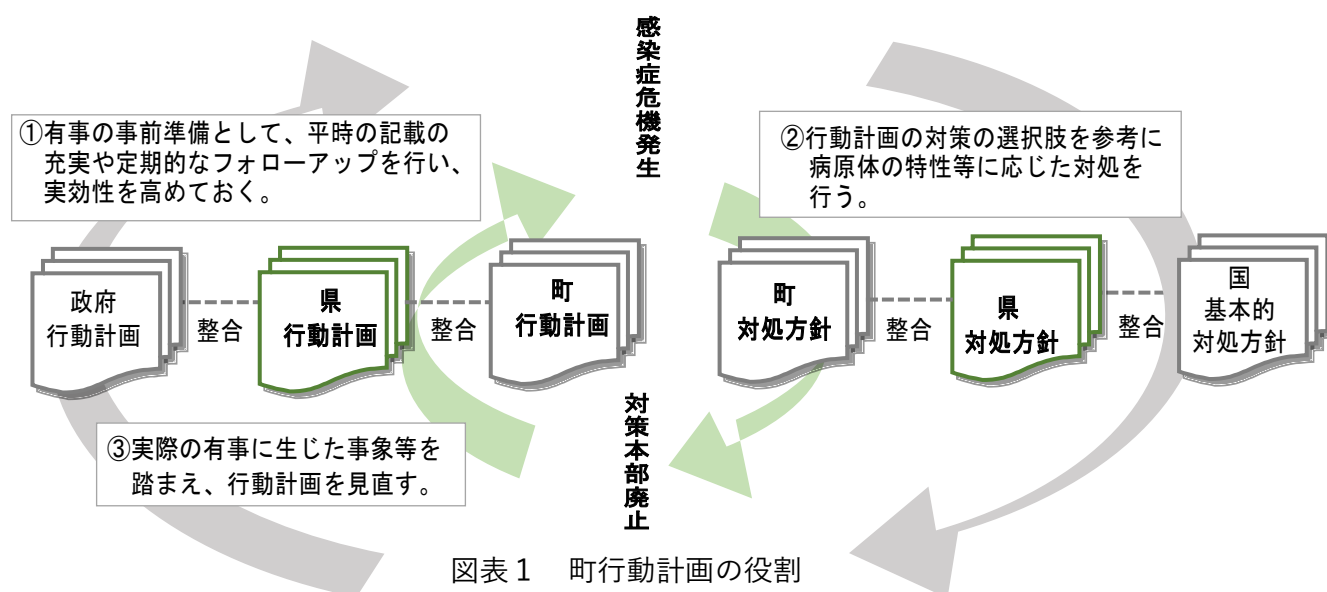 感染症危機発生
①有事の事前準備として、平時の記載の
充実や定期的なフォローアップを行い、
実効性を高めておく。
②行動計画の対策の選択肢を参考に
病原体の特性等に応じた対処を
行う。
政府
行動計画
整合
県
行動計画
整合
町
行動計画
町
対処方針
整合
県
対処方針
整合
国
基本的
対処方針
③実際の有事に生じた事象等を
踏まえ、行動計画を見直す。
対策本部廃止
図表１　町行動計画の役割